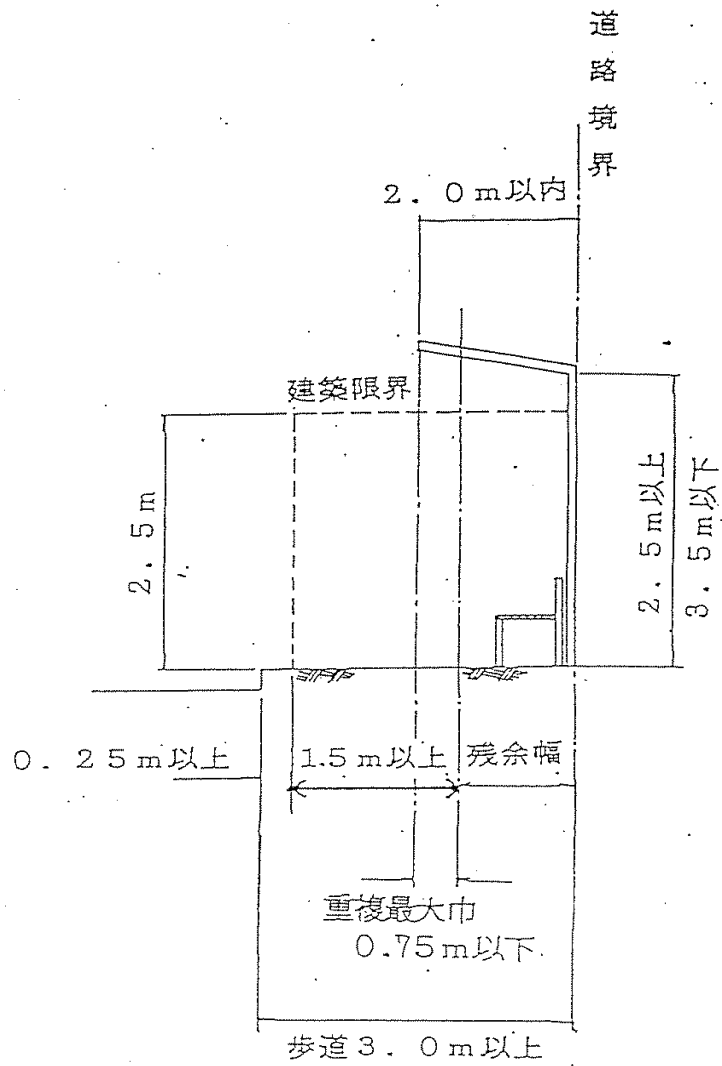 道路境界
2.0m以内
建築限界
2.5m
2.5m以上
3.5m以下
0.25m以上
1.5m以上
残余幅
重複最大巾
0.75m以下
歩道3.0m以上